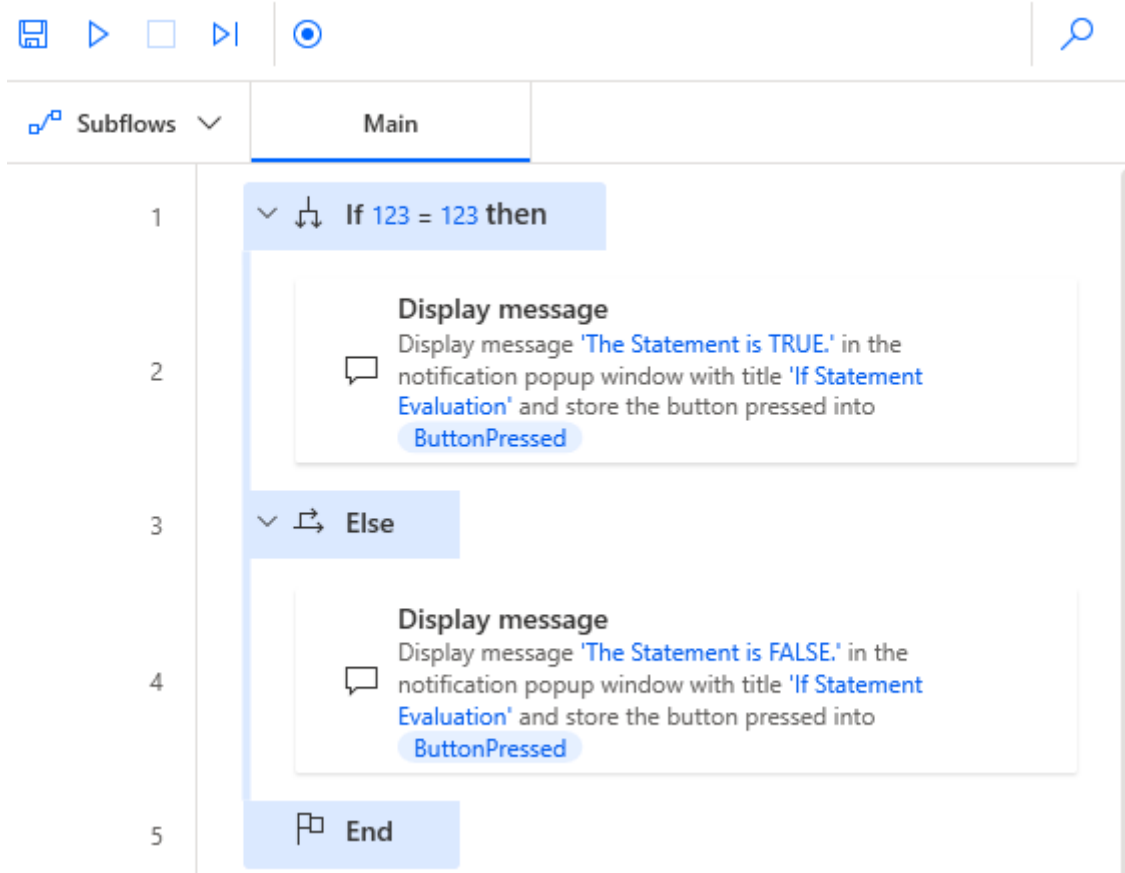 Subflows
Main
1
If 123 = 123 then
Display message
Display message 'The Statement is TRUE.' in the
2
notification popup window with title 'If Statement
Evaluation' and store the button pressed into
ButtonPressed
3
Else
Display message
Display message 'The Statement is FALSE.' in the
4
notification popup window with title 'If Statement
Evaluation' and store the button pressed into
ButtonPressed
5
End